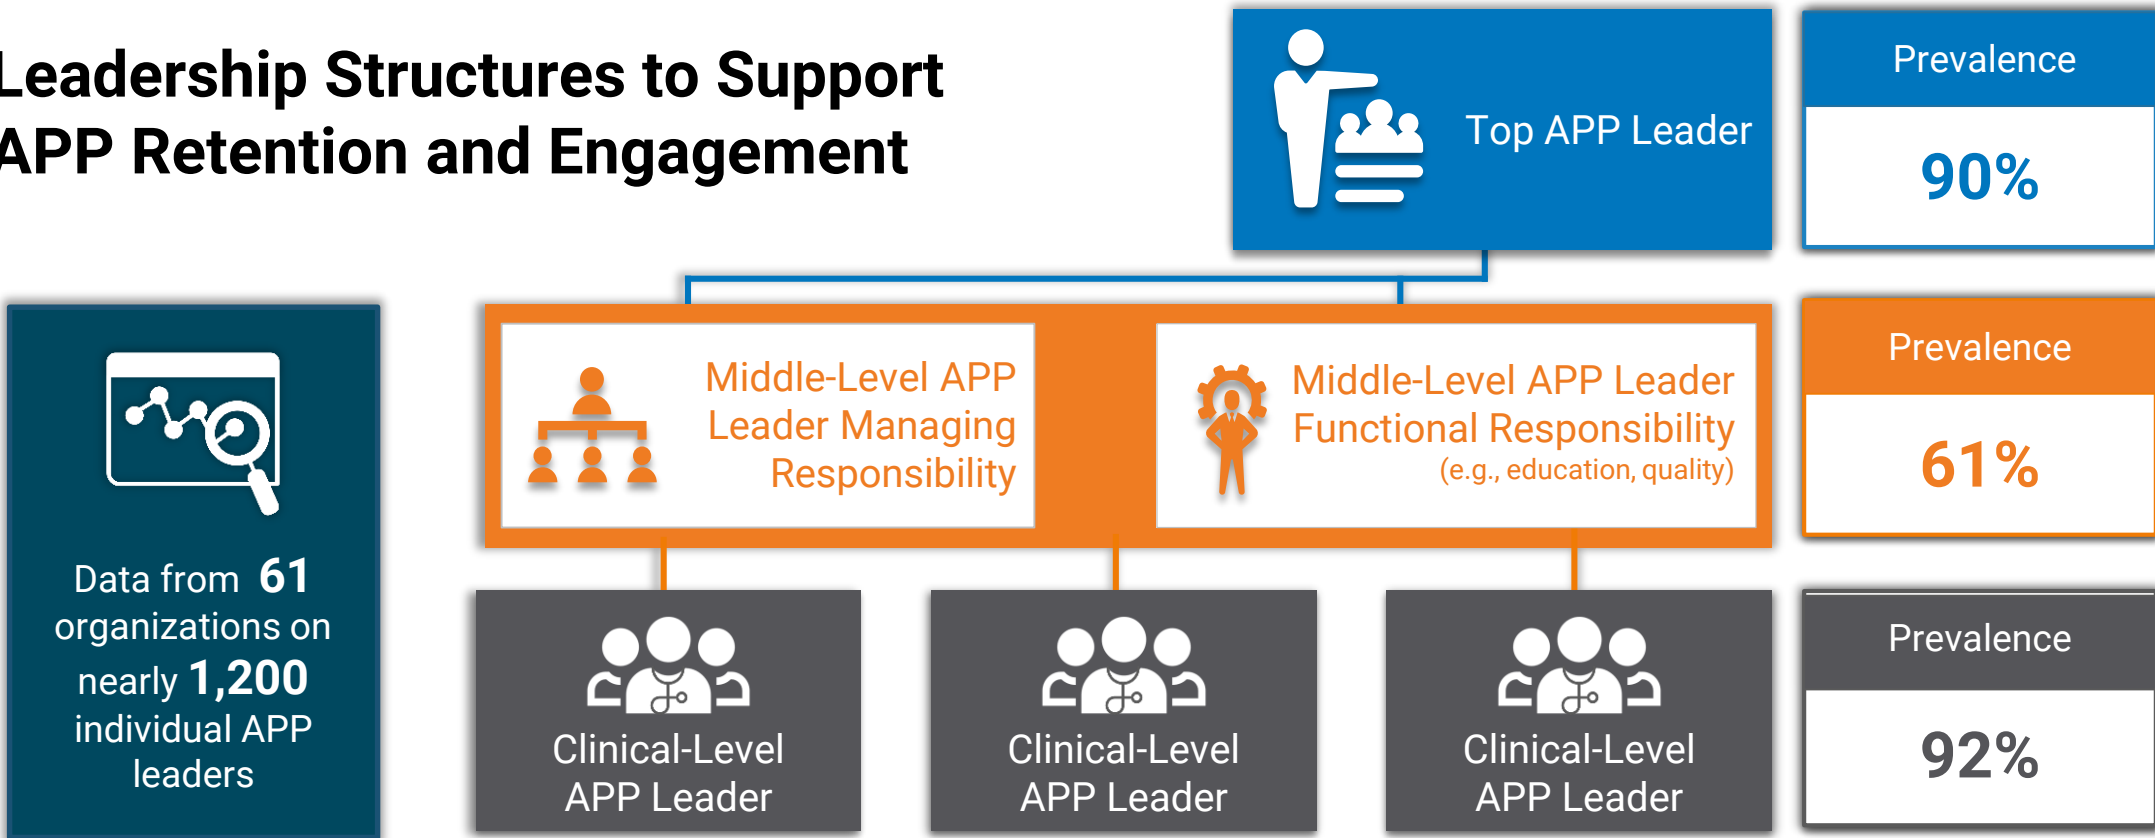 Leadership Structures to Support
APP Retention and Engagement
Top APP Leader
Prevalence
90%
Middle-Level APP
Leader Managing
Responsibility
Middle-Level APP Leader
Functional Responsibility
(e.g., education, quality)
Prevalence
61%
Data from 61
organizations on
nearly 1,200
individual APP
leaders
Clinical-Level
APP Leader
Clinical-Level
APP Leader
Clinical-Level
APP Leader
Prevalence
92%